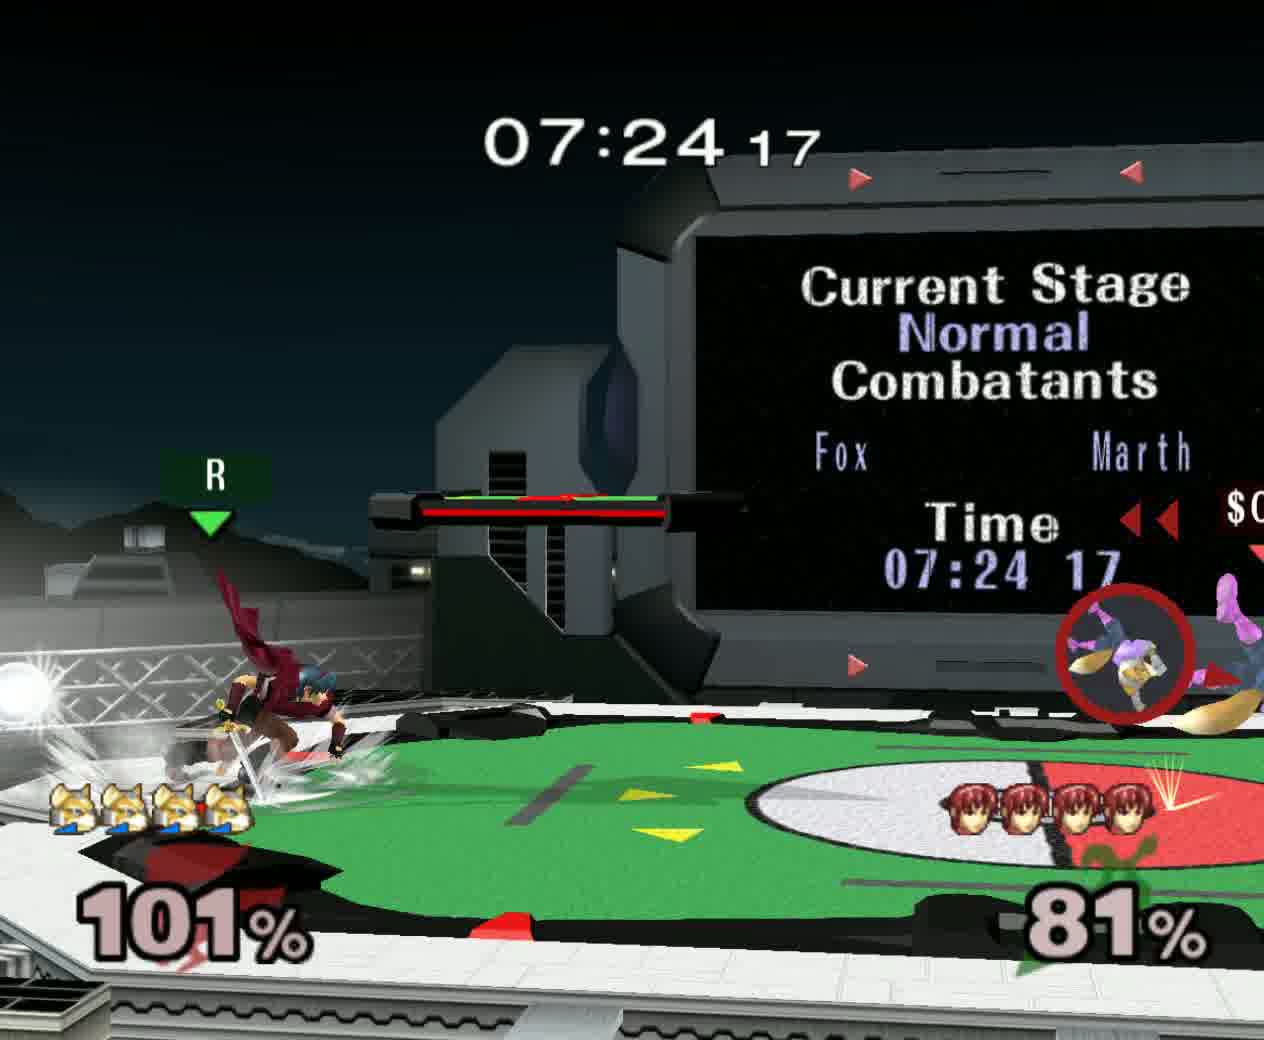 07:24 17
Current Stage
Normal
Combatants
Fox Marth
R
Time
$
07:24 17
101%
81%